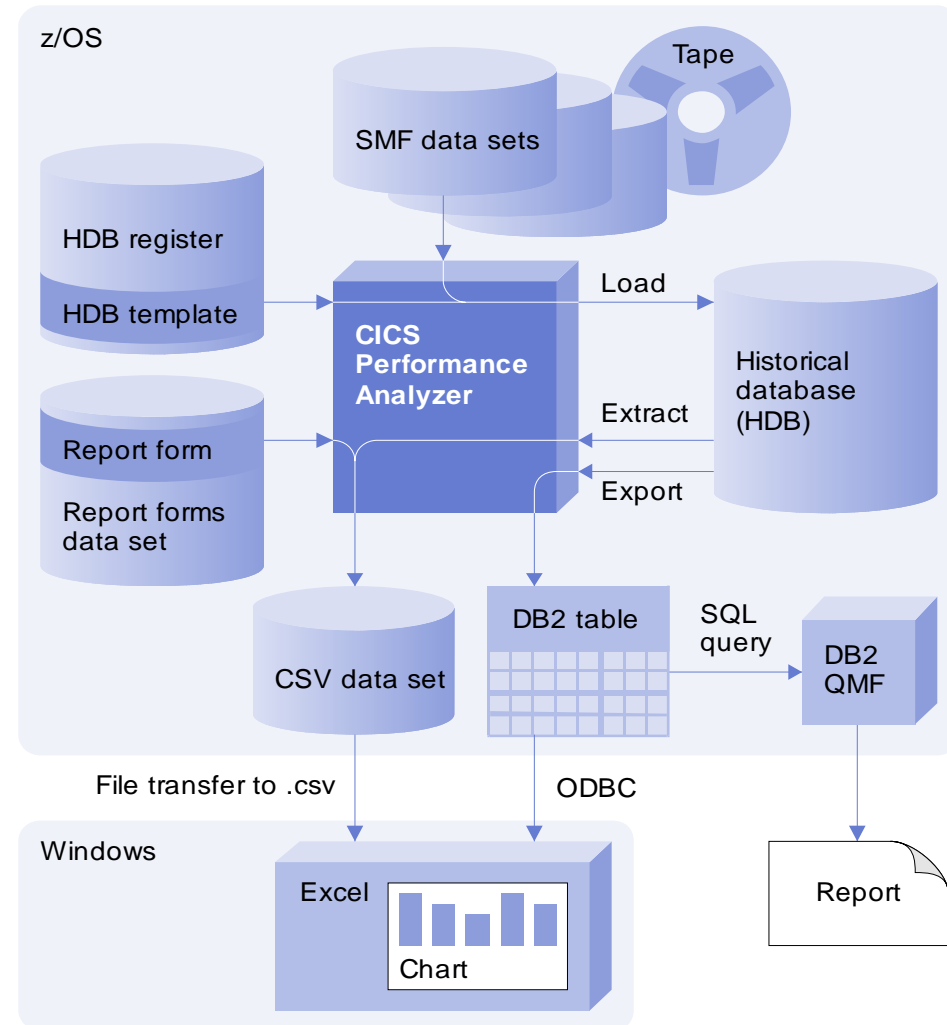 z/OS
Tape
SMF data sets
HDB register
HDB template
Load
CICS
Performance
Analyzer
Historical
database
(HDB)
Extract
Report form
Export
Report forms
data set
DB2 table
SQL
query
DB2
QMF
CSV data set
File transfer to .csv
ODBC
Windows
Excel
Chart
Report